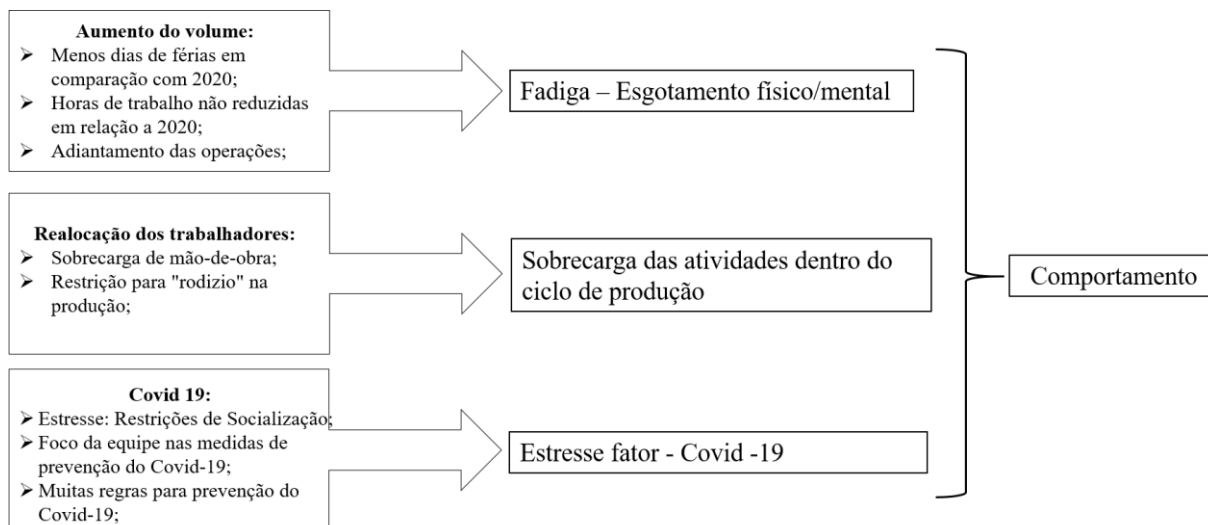 Aumento do volume:
➤ Menos dias de férias em
comparação com 2020;
➤ Horas de trabalho não reduzidas
em relação a 2020;
➤ Adiantamento das operações;
Fadiga – Esgotamento físico/mental
Realocação dos trabalhadores:
➤ Sobrecarga de mão-de-obra;
➤ Restrição para "rodizio" na
produção;
Sobrecarga das atividades dentro do
ciclo de produção
Comportamento
Covid 19:
➤ Estresse: Restrições de Socialização;
➤ Foco da equipe nas medidas de
prevenção do Covid-19;
➤ Muitas regras para prevenção do
Covid-19;
Estresse fator - Covid -19